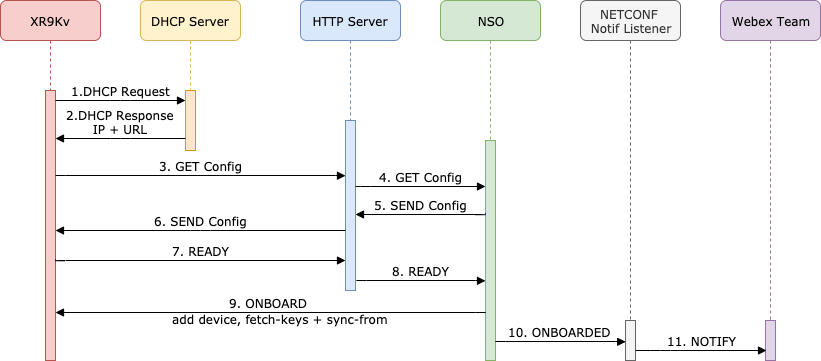 XR9Kv
DHCP Server
HTTP Server
NSO
NETCONF
Notif Listener
Webex Team
1.DHCP Request
2.DHCP Response
IP + URL
3. GET Config
4. GET Config
5. SEND Config
6. SEND Config
7. READY
8. READY
9. ONBOARD
add device, fetch-keys + sync-from
10. ONBOARDED
11. NOTIFY